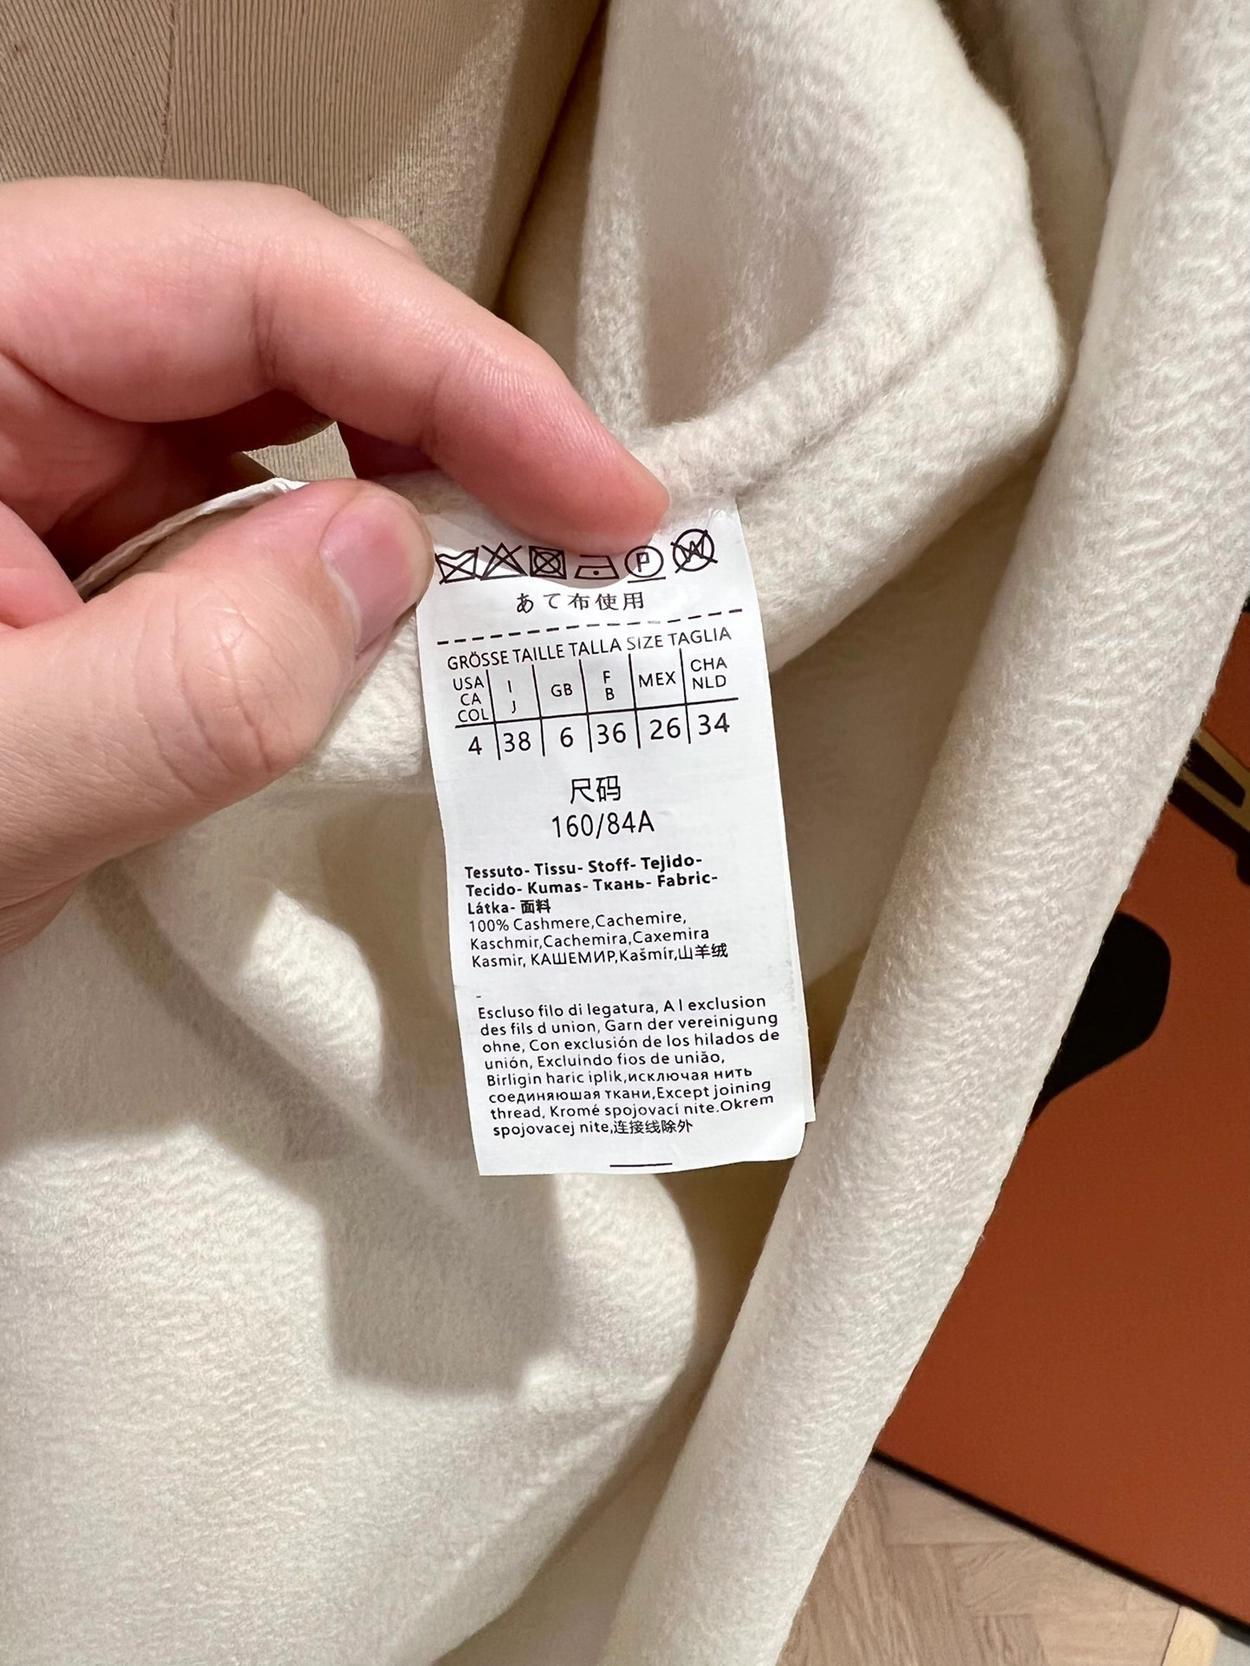 P W
あて布使用
GRÖSSE TAILLE TALLA SIZE TAGLIA
USA CA COL I J GB F B MEX CHA NLD
4 38 6 36 26 34
尺码
160/84A
Tessuto- Tissu- Stoff- Tejido-
Tecido- Kumas- Ткань- Fabric-
Látka- 面料
100% Cashmere,Cachemire,
Kaschmir,Cachemira,Caxemira
Kasmir, КАШЕМИР,Kašmír,山羊绒
-
Escluso filo di legatura, A l exclusion
des fils d union, Garn der vereinigung
ohne, Con exclusión de los hilados de
unión, Excluindo fios de uniăo,
Birligin haric iplik,исключая нить
соединяюшая ткани,Except joining
thread, Kromé spojovací nite.Okrem
spojovacej nite,连接线除外